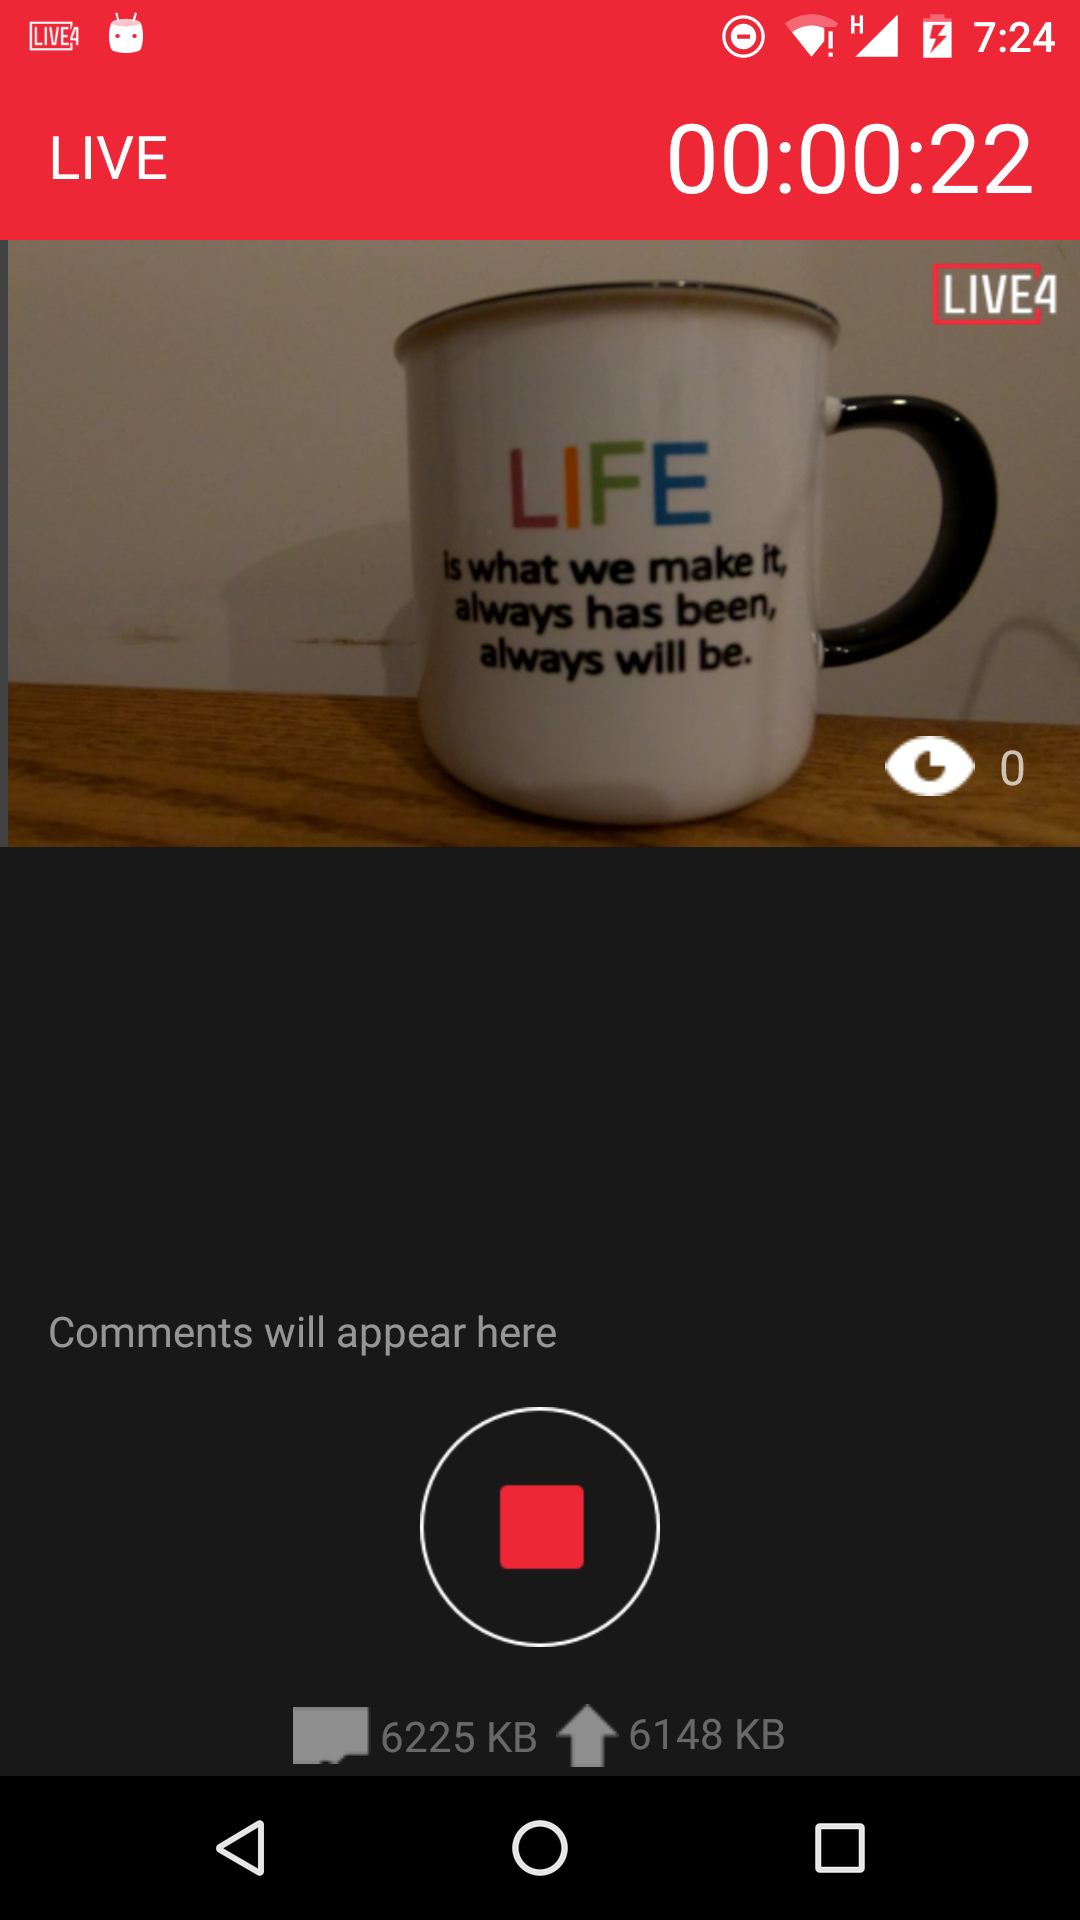 LIVE4
H
7:24
LIVE
00:00:22
LIVE4
LIFE
is what we make it,
always has been,
always will be.
0
Comments will appear here
6225 KB 6148 KB